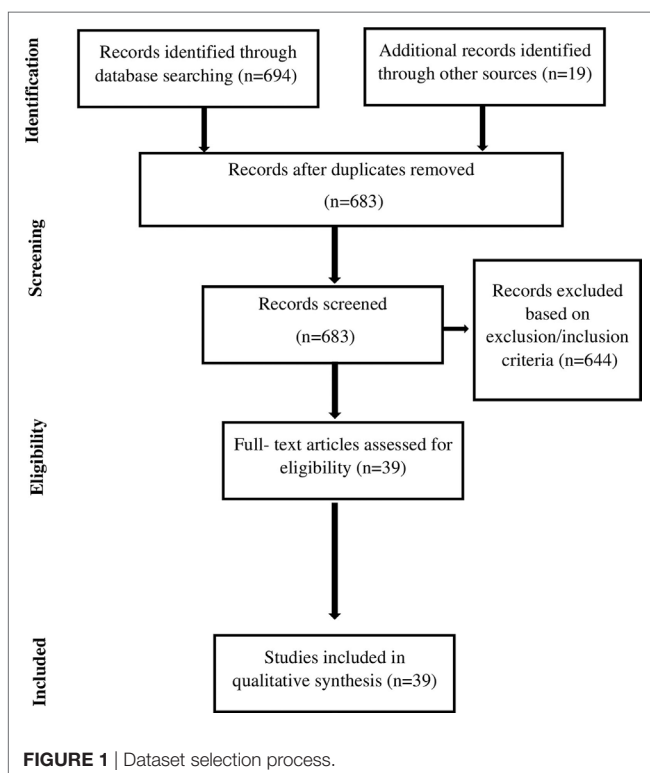 Identification
Records identified through
database searching (n=694)
Additional records identified
through other sources (n=19)
Records after duplicates removed
(n=683)
Screening
Records screened
(n=683)
Records excluded
based on
exclusion/inclusion
criteria (n=644)
Eligibility
Full- text articles assessed for
eligibility (n=39)
Included
Studies included in
qualitative synthesis (n=39)
FIGURE 1 | Dataset selection process.